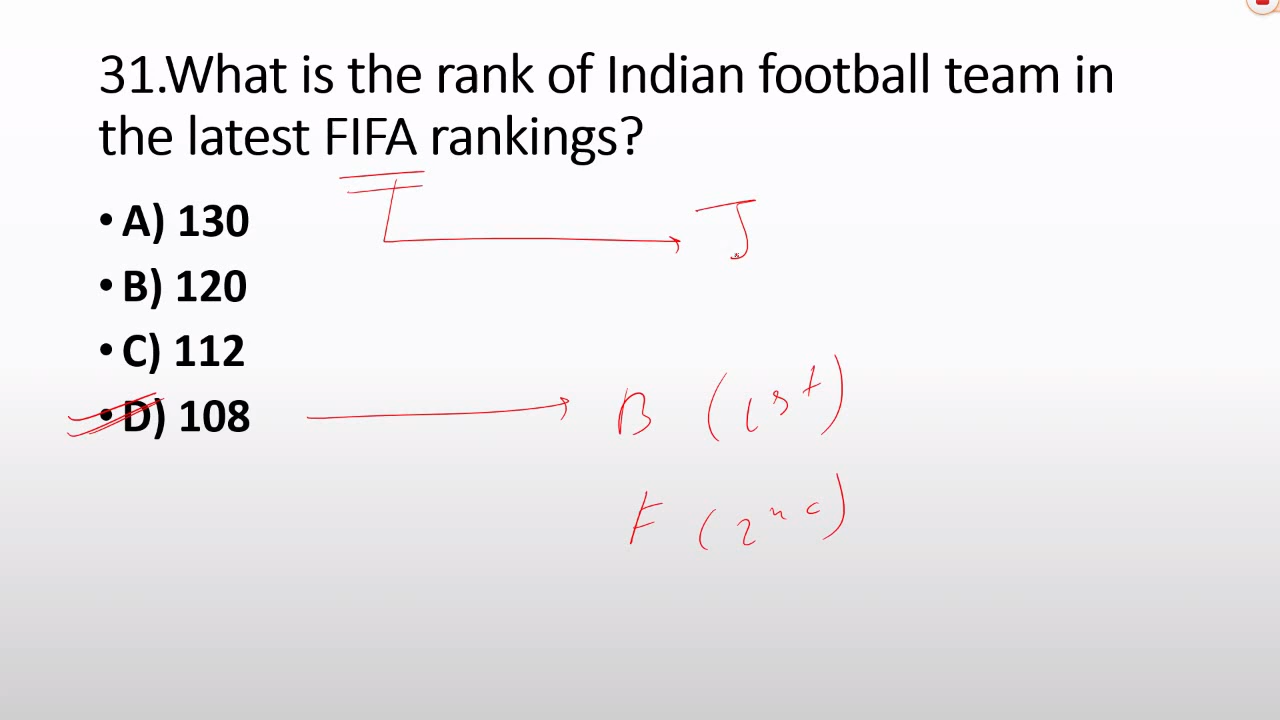 31.What is the rank of Indian football team in
the latest FIFA rankings?
J
• A) 130
• B) 120
• C) 112
• D) 108
B (1st)
F (2nd)